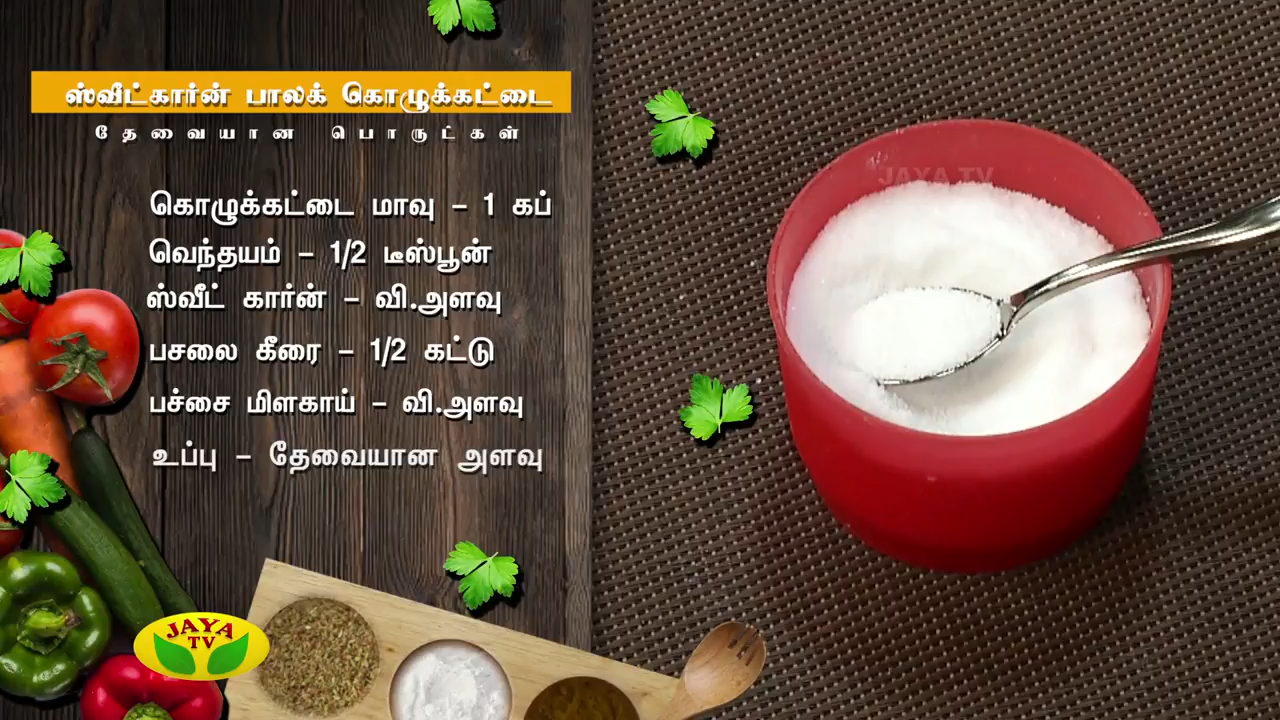 ஸ்வீட்கார்ன் பாலக் கொழுக்கட்டை
தேவையான பொருட்கள்
கொழுக்கட்டை மாவு – 1 கப்
வெந்தயம் – 1/2 டீஸ்பூன்
ஸ்வீட் கார்ன் – வி.அளவு
பசலை கீரை – 1/2 கட்டு
பச்சை மிளகாய் – வி.அளவு
உப்பு – தேவையான அளவு
JAYA TV
JAYA
TV